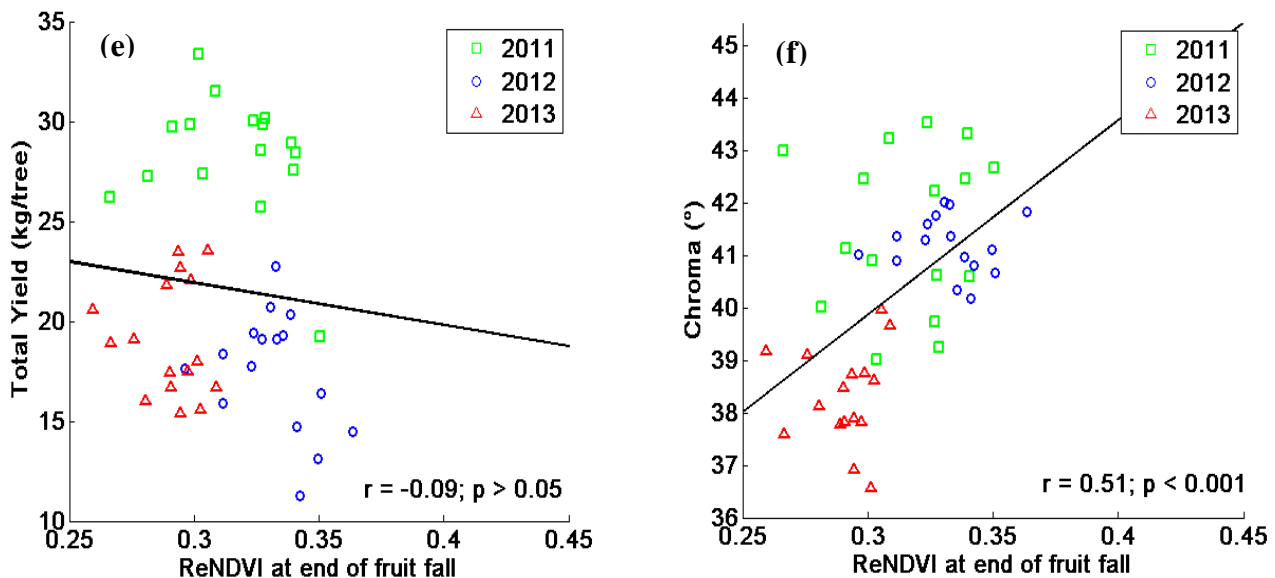 (e)
2011
2012
2013
35
30
25
20
15
10
Total Yield (kg/tree)
r = -0.09; p > 0.05
0.25 0.3 0.35 0.4 0.45
ReNDVI at end of fruit fall
(f)
2011
2012
2013
45
44
43
42
41
40
39
38
37
36
Chroma (°)
r = 0.51; p < 0.001
0.25 0.3 0.35 0.4 0.45
ReNDVI at end of fruit fall